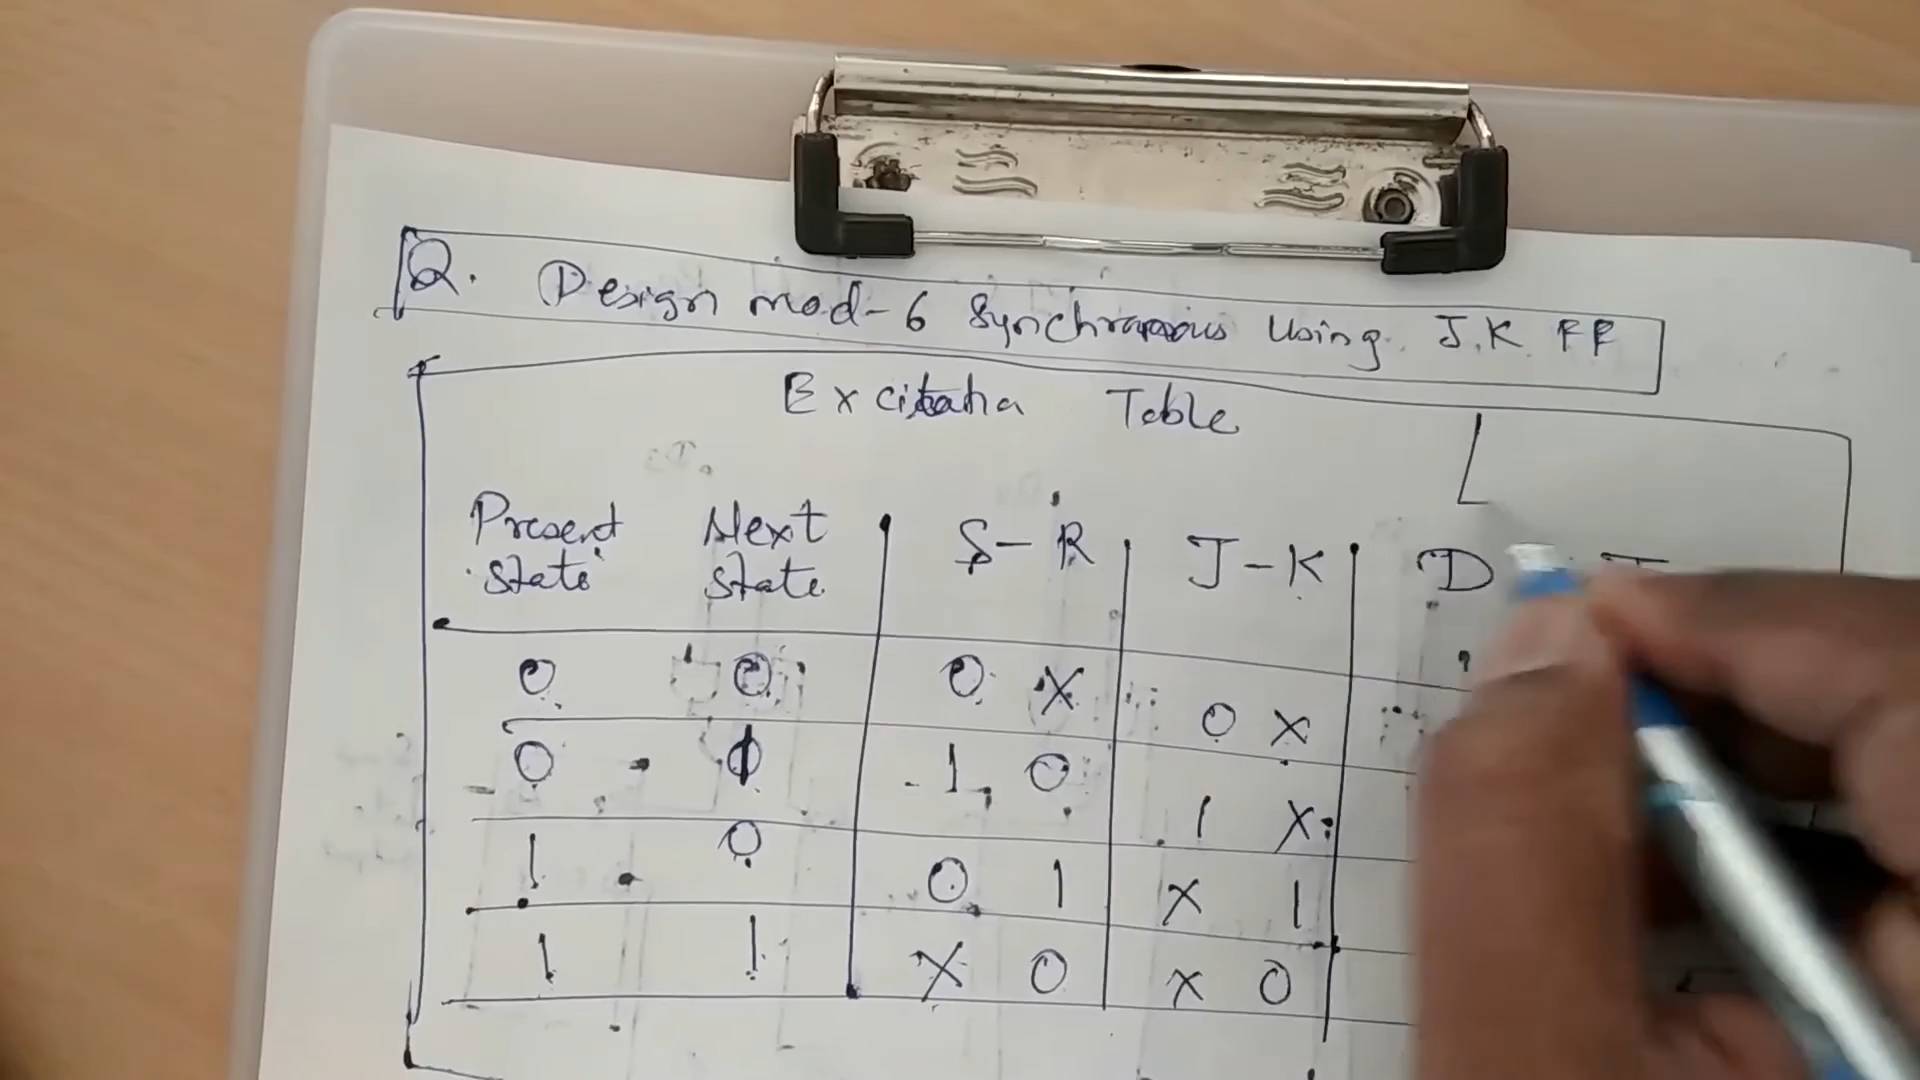 Q. Design mod-6 Synchronous Using J.K FF
Excitation Table
Present state Next state S-R J-K D T
0 0 0 X 0 X
0 1 1 0 1 X
1 0 0 1 X 1
1 1 X 0 X 0